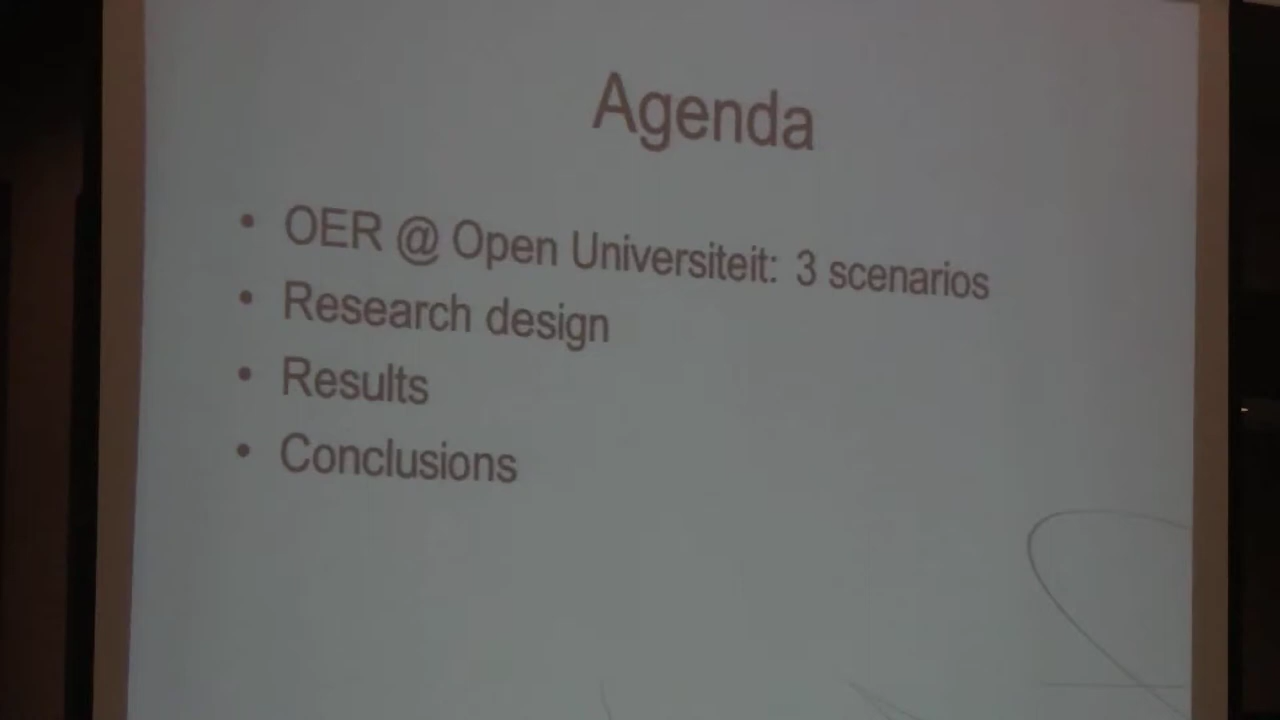 Agenda
• OER @ Open Universiteit: 3 scenarios
• Research design
• Results
• Conclusions